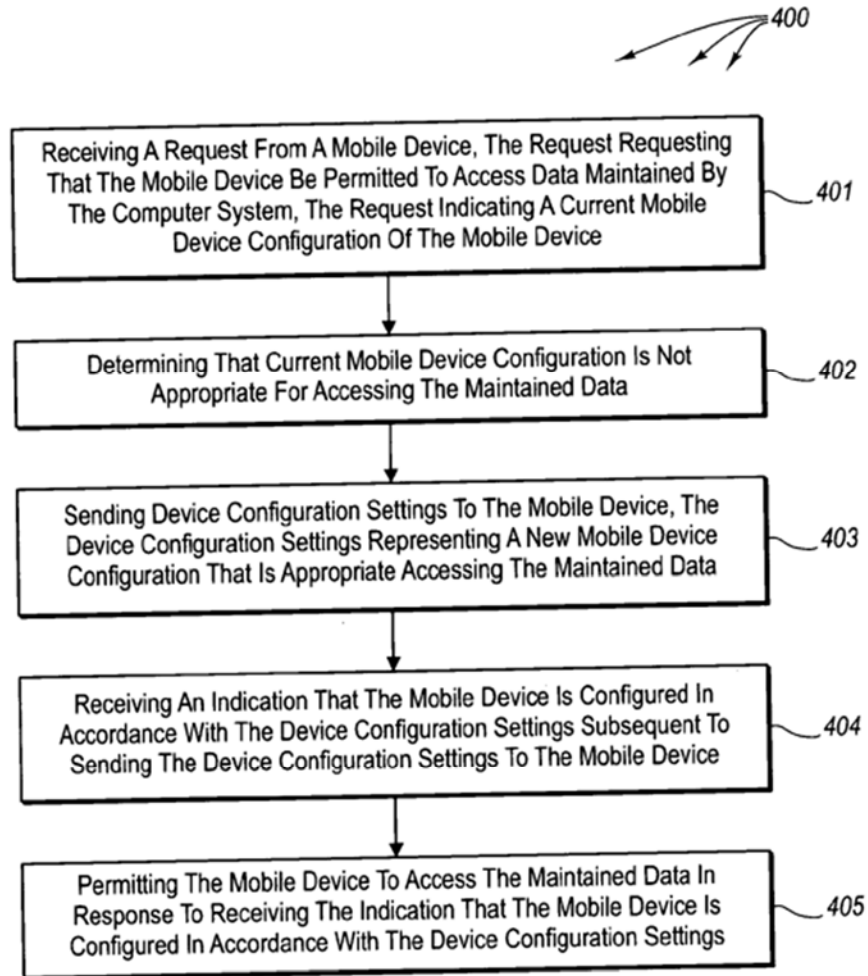 400
Receiving A Request From A Mobile Device, The Request Requesting
That The Mobile Device Be Permitted To Access Data Maintained By
The Computer System, The Request Indicating A Current Mobile
Device Configuration Of The Mobile Device
401
Determining That Current Mobile Device Configuration Is Not
Appropriate For Accessing The Maintained Data
402
Sending Device Configuration Settings To The Mobile Device, The
Device Configuration Settings Representing A New Mobile Device
Configuration That Is Appropriate Accessing The Maintained Data
403
Receiving An Indication That The Mobile Device Is Configured In
Accordance With The Device Configuration Settings Subsequent To
Sending The Device Configuration Settings To The Mobile Device
404
Permitting The Mobile Device To Access The Maintained Data In
Response To Receiving The Indication That The Mobile Device Is
Configured In Accordance With The Device Configuration Settings
405